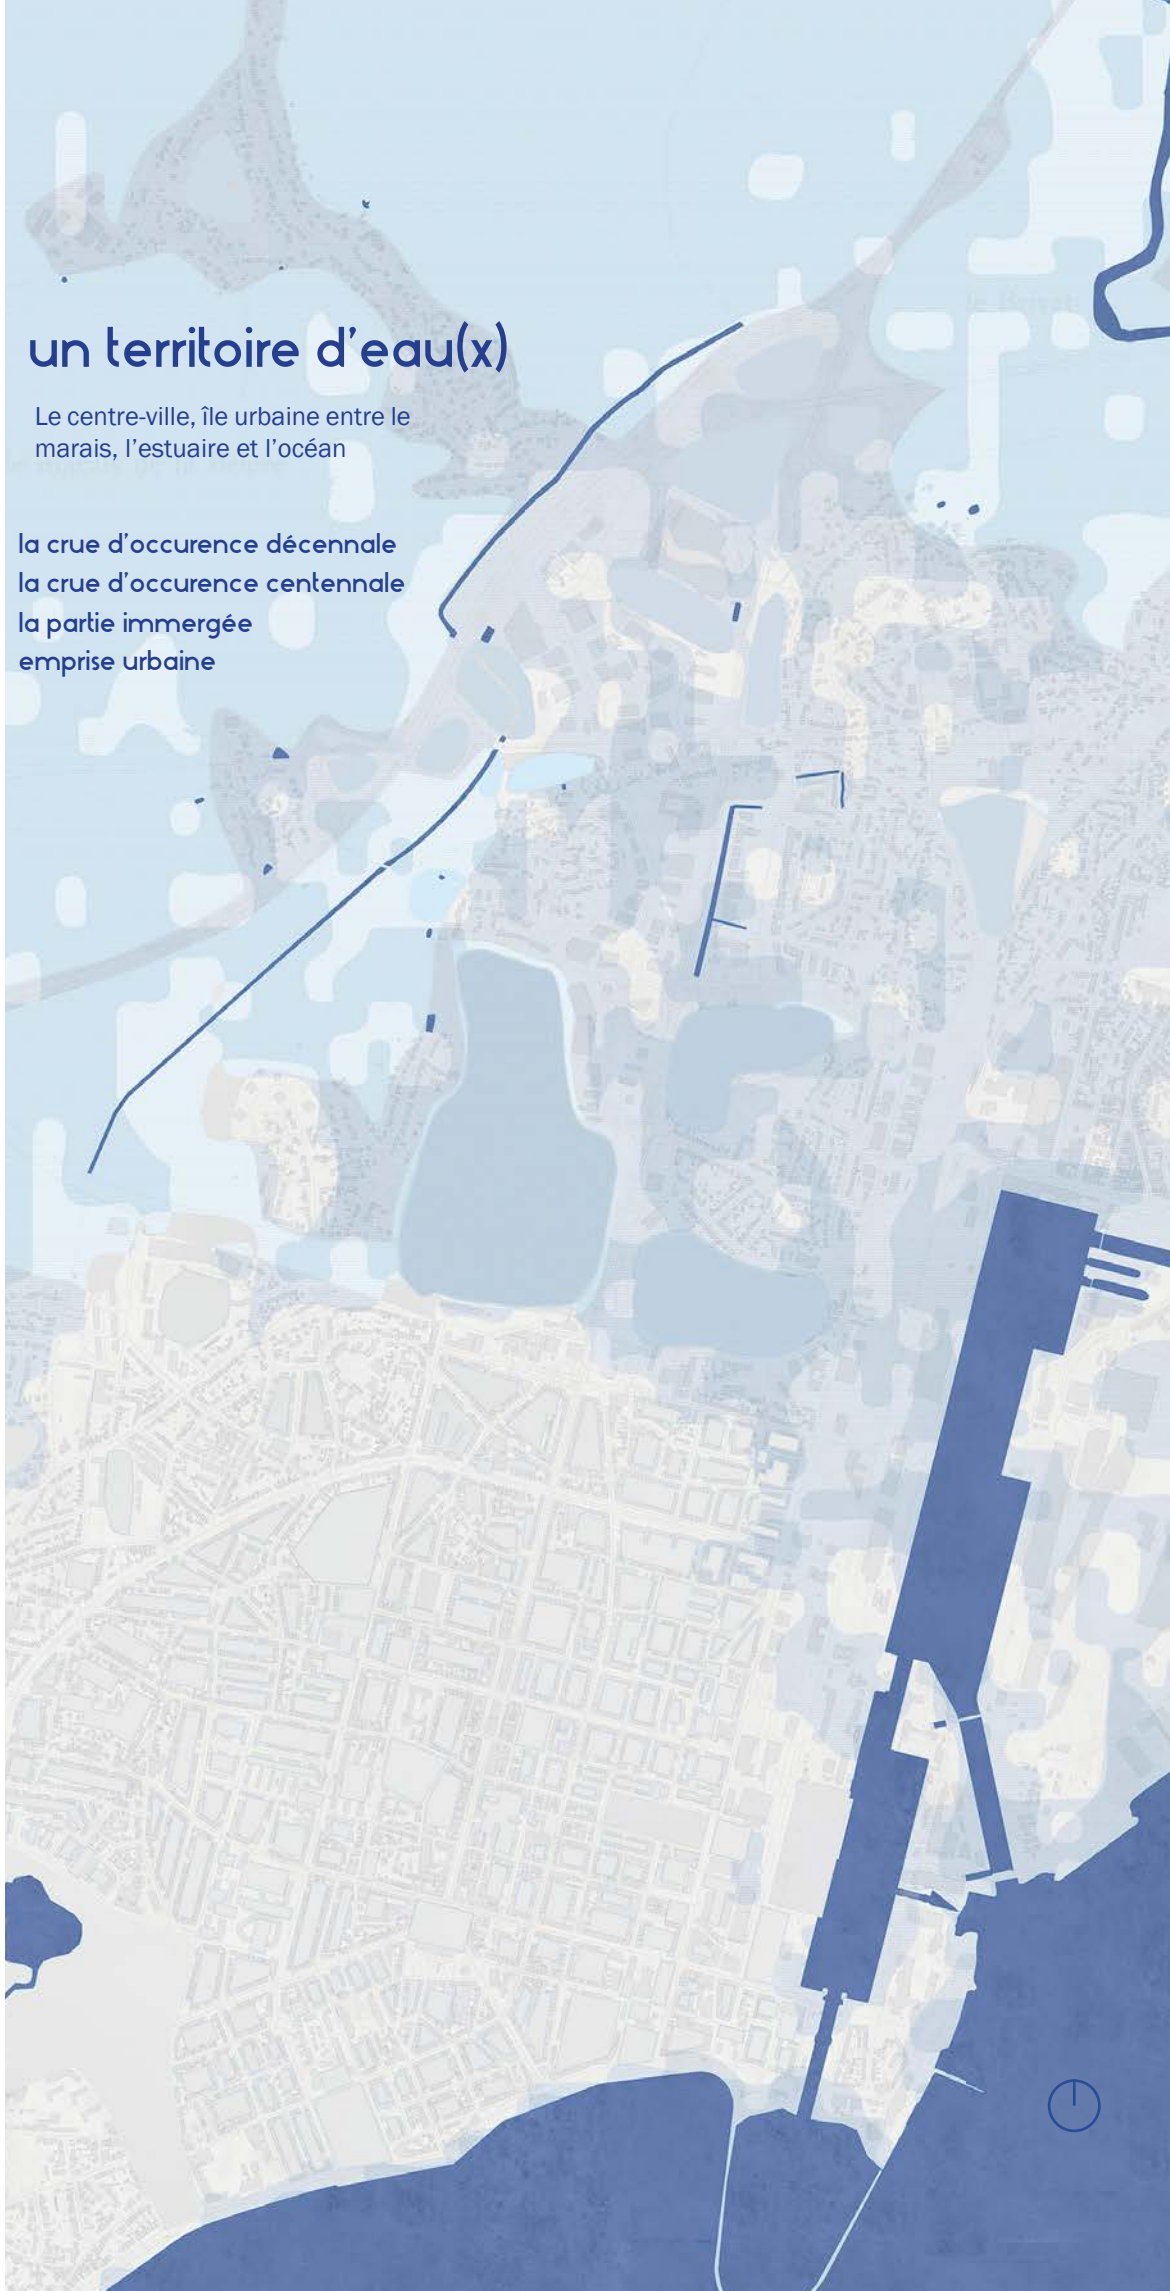 un territoire d'eau(x)
Le centre-ville, île urbaine entre le
marais, l'estuaire et l'océan
la crue d'occurence décennale
la crue d'occurence centennale
la partie immergée
emprise urbaine